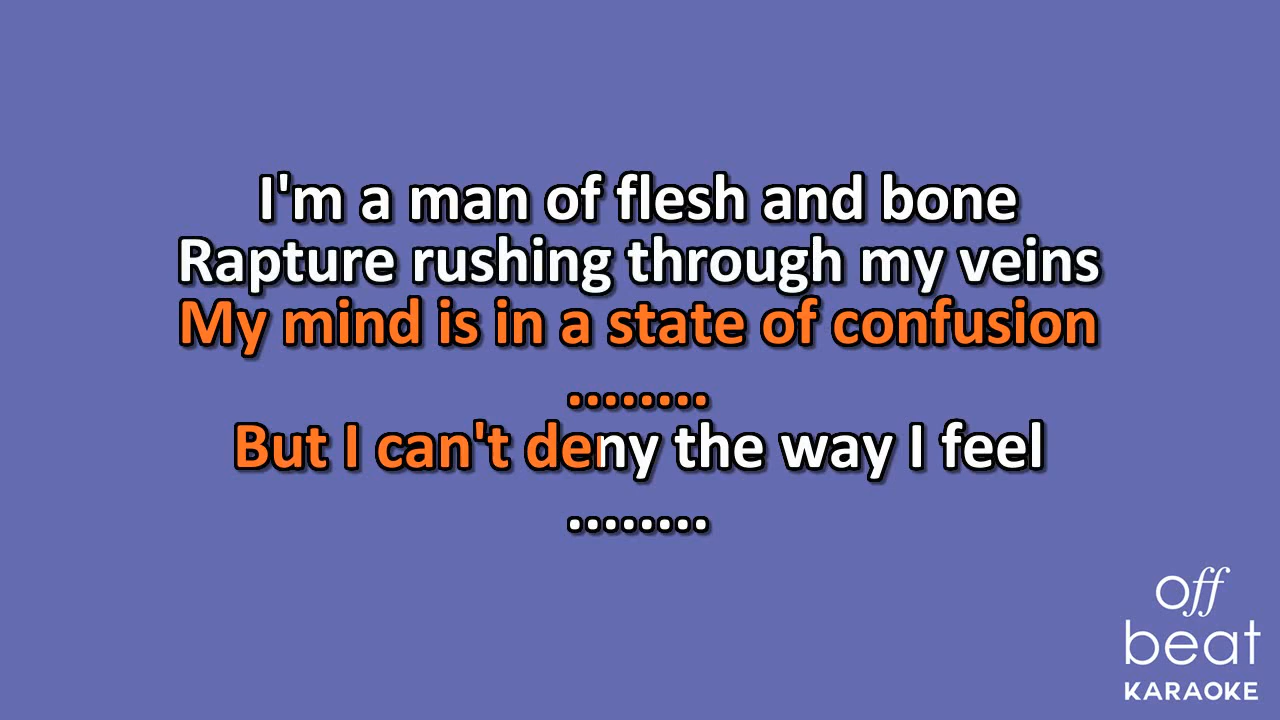 I'm a man of flesh and bone
Rapture rushing through my veins
My mind is in a state of confusion
........
But I can't deny the way I feel
........
off
beat
KARAOKE